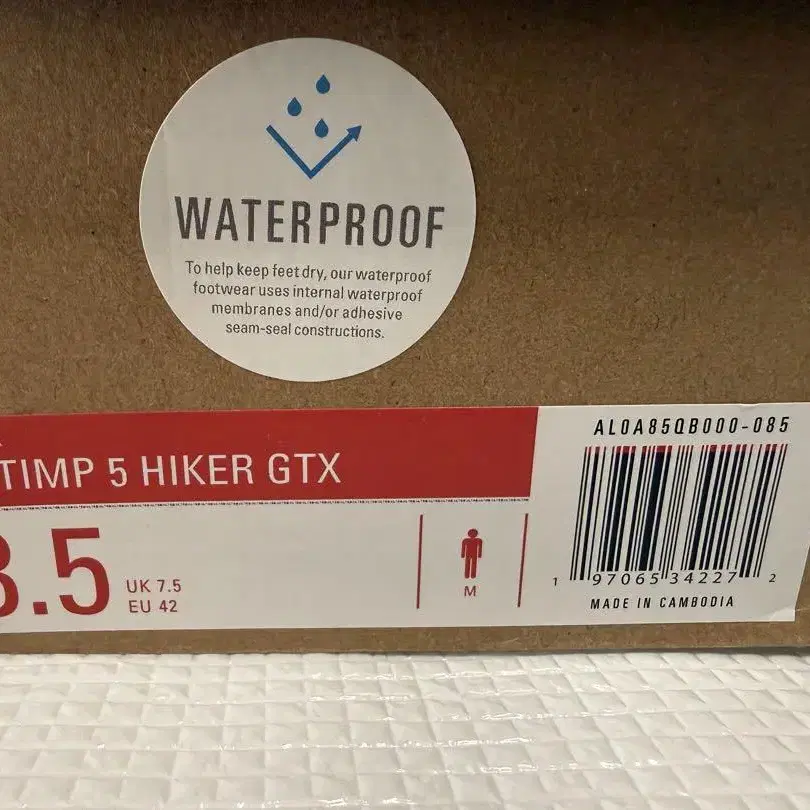 WATERPROOF
To help keep feet dry, our waterproof
footwear uses internal waterproof
membranes and/or adhesive
seam-seal constructions.
TIMP 5 HIKER GTX
AL0A85QB000-085
8.5
UK 7.5
EU 42
M
1 97065 34227 2
MADE IN CAMBODIA